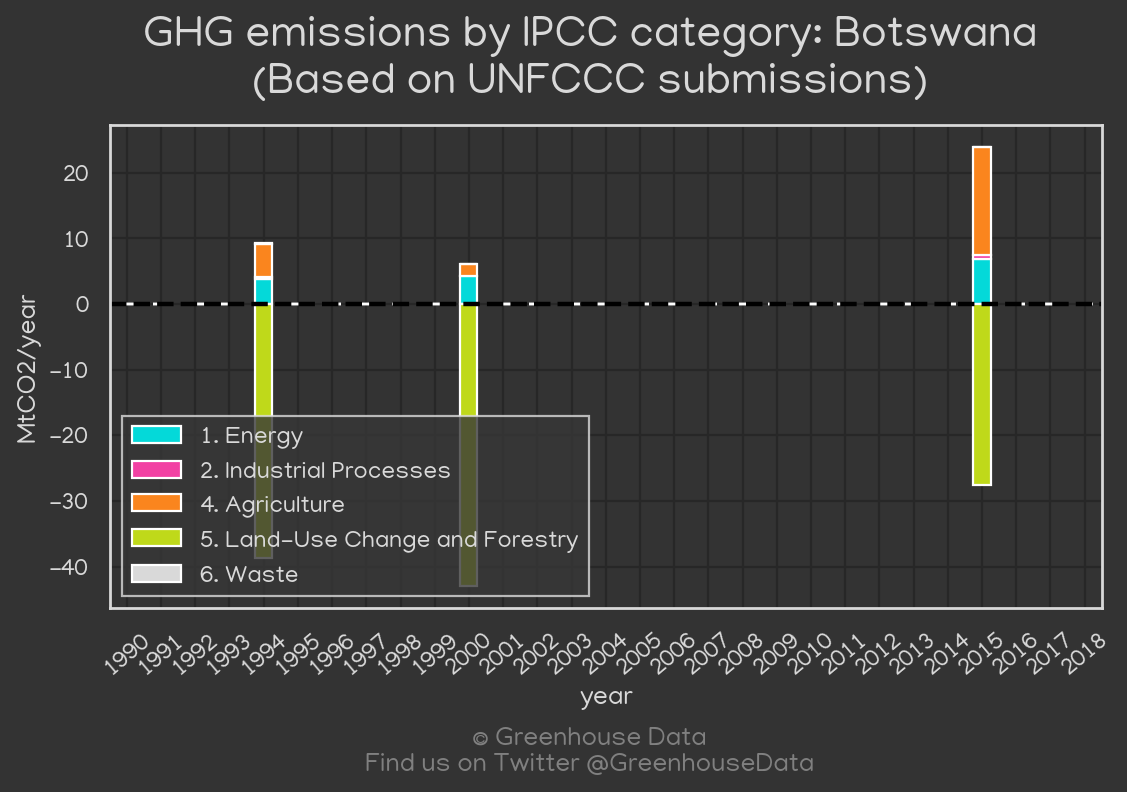 GHG emissions by IPCC category: Botswana
(Based on UNFCCC submissions)
MtCO2/year
20
10
0
−10
−20
−30
−40
1. Energy
2. Industrial Processes
4. Agriculture
5. Land-Use Change and Forestry
6. Waste
1990 1991 1992 1993 1994 1995 1996 1997 1998 1999 2000 2001 2002 2003 2004 2005 2006 2007 2008 2009 2010 2011 2012 2013 2014 2015 2016 2017 2018
year
© Greenhouse Data
Find us on Twitter @GreenhouseData